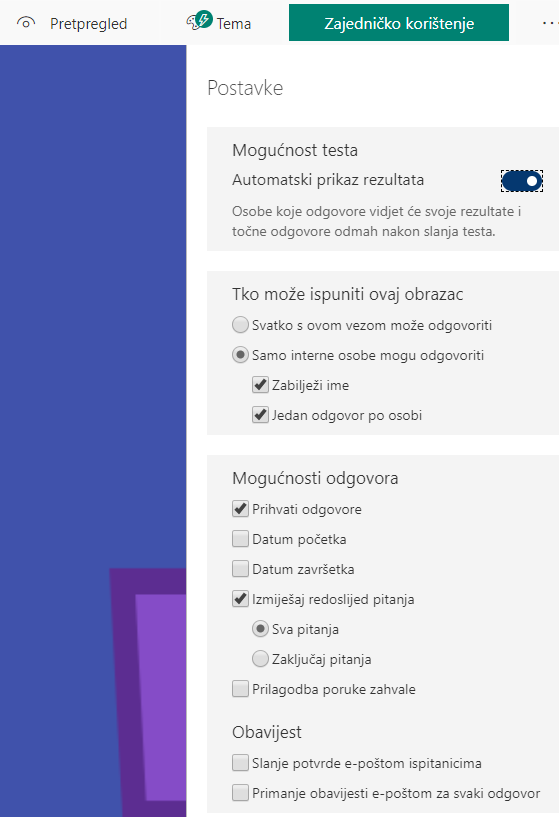 Pretpregled
Tema
Zajedničko korištenje
Postavke
Mogućnost testa
Automatski prikaz rezultata
Osobe koje odgovore vidjet će svoje rezultate i
točne odgovore odmah nakon slanja testa.
Tko može ispuniti ovaj obrazac
Svatko s ovom vezom može odgovoriti
Samo interne osobe mogu odgovoriti
Zabilježi ime
Jedan odgovor po osobi
Mogućnosti odgovora
Prihvati odgovore
Datum početka
Datum završetka
Izmiješaj redoslijed pitanja
Sva pitanja
Zaključaj pitanja
Prilagodba poruke zahvale
Obavijest
Slanje potvrde e-poštom ispitanicima
Primanje obavijesti e-poštom za svaki odgovor